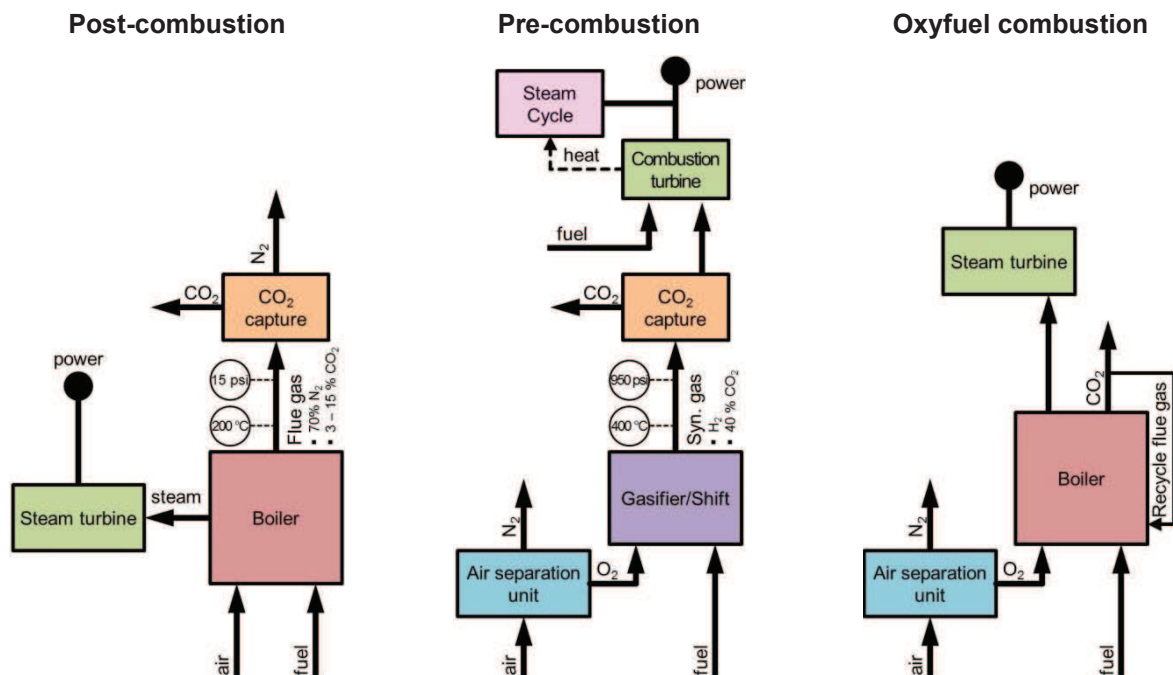 Post-combustion
Pre-combustion
Oxyfuel combustion
N₂
CO₂
CO₂
capture
power
15 psi
200 °C
Flue gas
▪ 70% N₂
▪ 3 – 15 % CO₂
steam
Steam turbine
Boiler
air
fuel
power
Steam
Cycle
heat
Combustion
turbine
fuel
CO₂
CO₂
capture
950 psi
400 °C
Syn. gas
▪ H₂
▪ 40 % CO₂
Gasifier/Shift
N₂
O₂
Air separation
unit
air
fuel
power
Steam turbine
CO₂
Recycle flue gas
Boiler
N₂
O₂
Air separation
unit
air
fuel